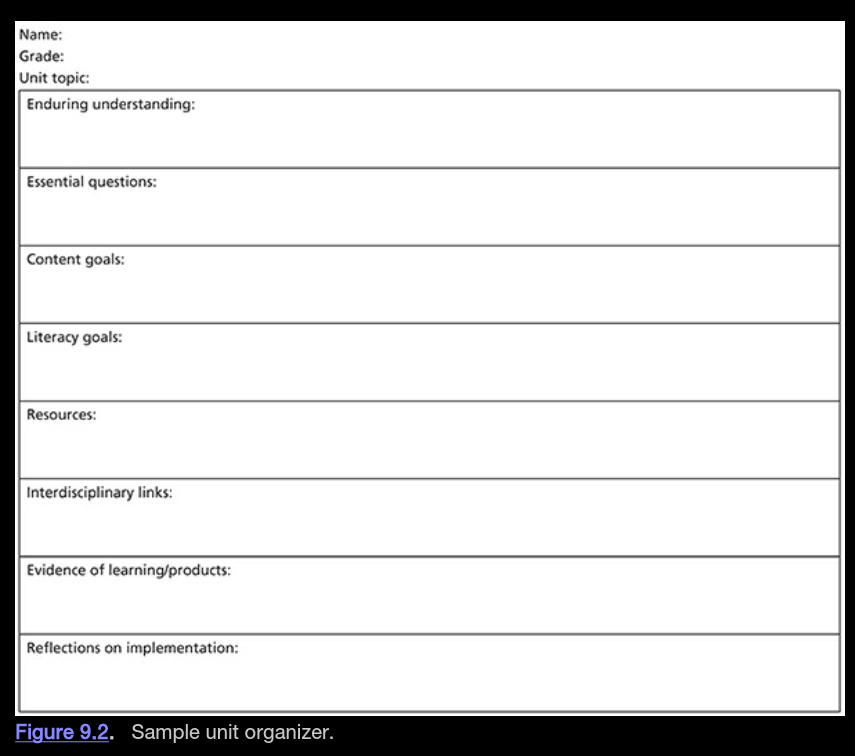 Name:
Grade:
Unit topic:
Enduring understanding:
Essential questions:
Content goals:
Literacy goals:
Resources:
Interdisciplinary links:
Evidence of learning/products:
Reflections on implementation:
Figure 9.2. Sample unit organizer.